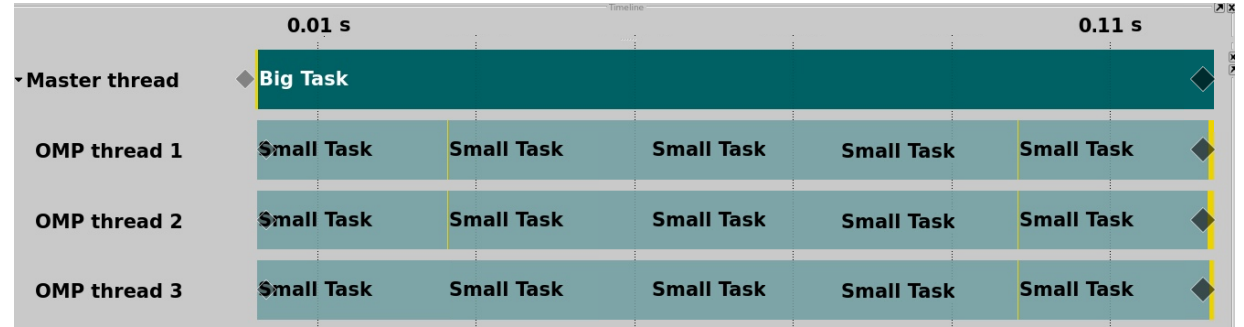 Timeline
0.01 s 0.11 s
Master thread Big Task
OMP thread 1 Small Task Small Task Small Task Small Task Small Task
OMP thread 2 Small Task Small Task Small Task Small Task Small Task
OMP thread 3 Small Task Small Task Small Task Small Task Small Task